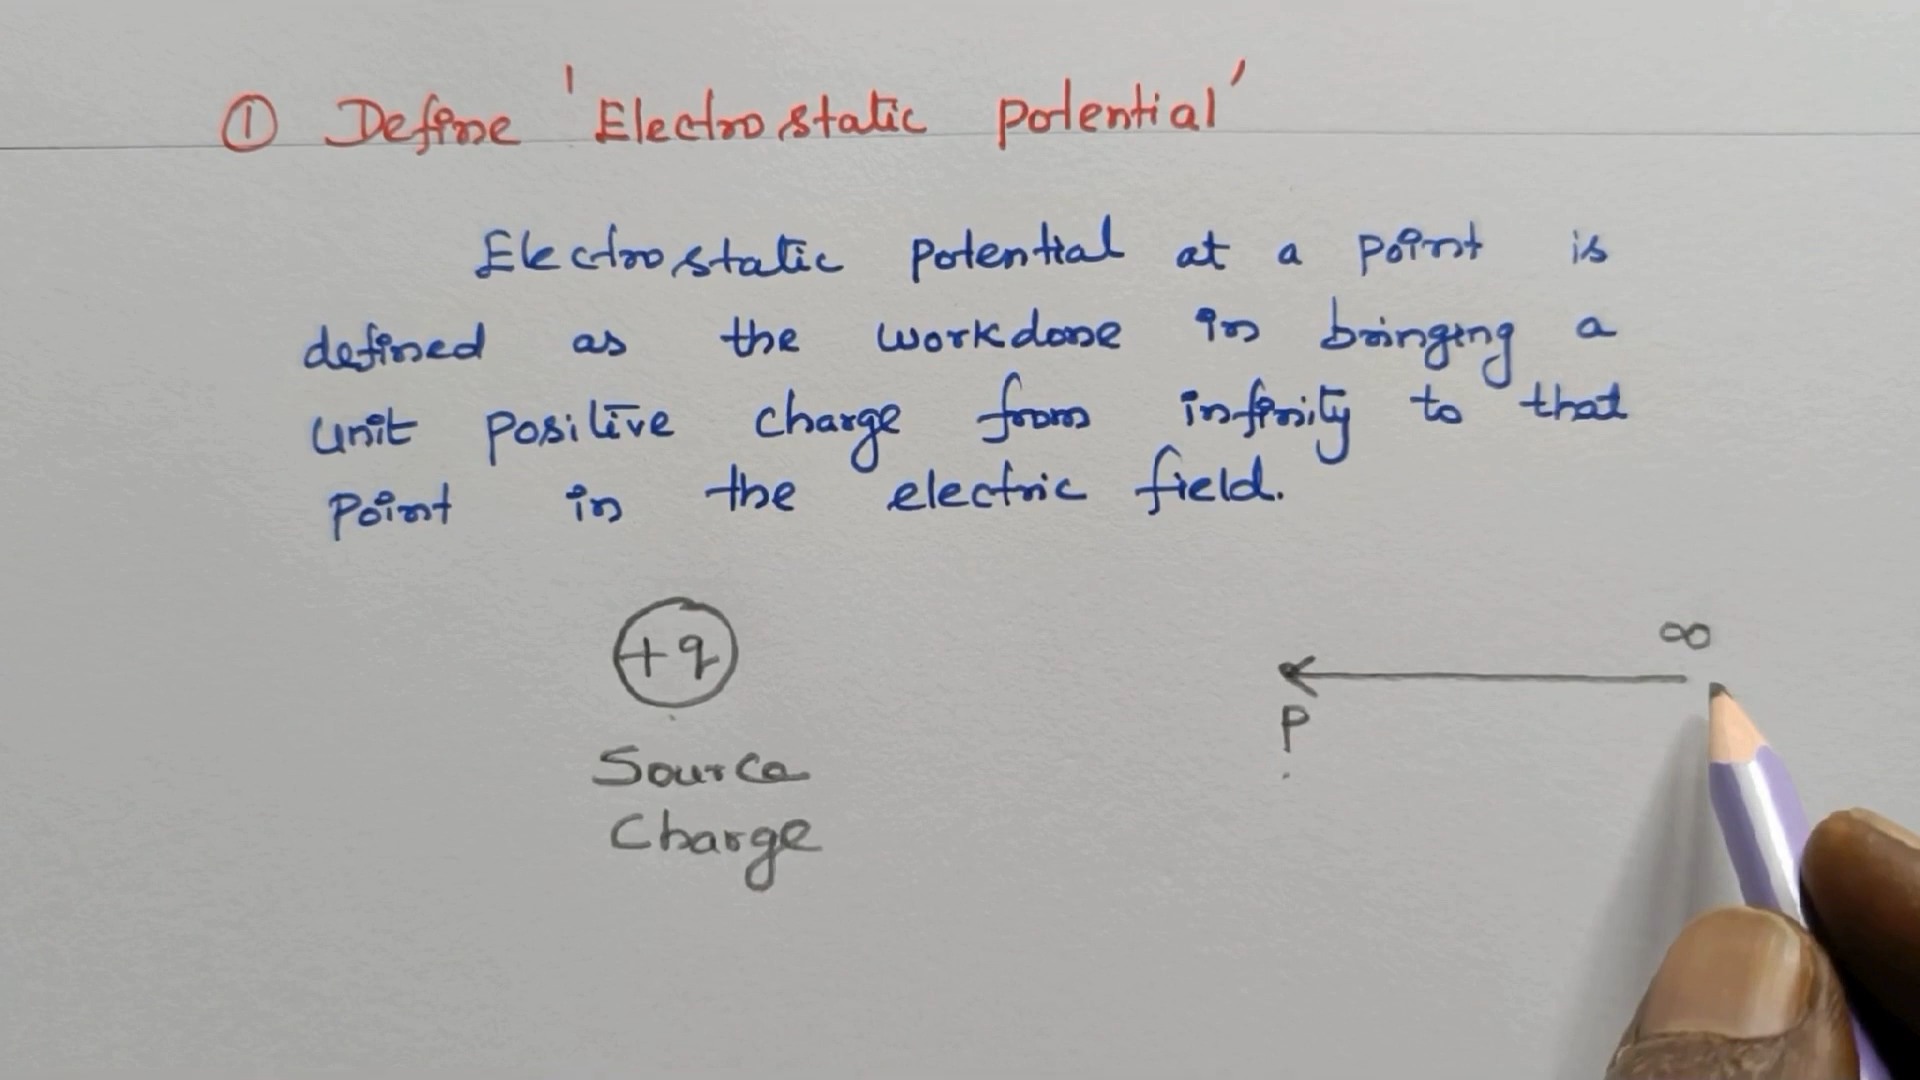 ① Define 'Electrostatic potential'
Electrostatic potential at a point is
defined as the workdone in bringing a
unit positive charge from infinity to that
point in the electric field.
+q
∞
P
Source
Charge